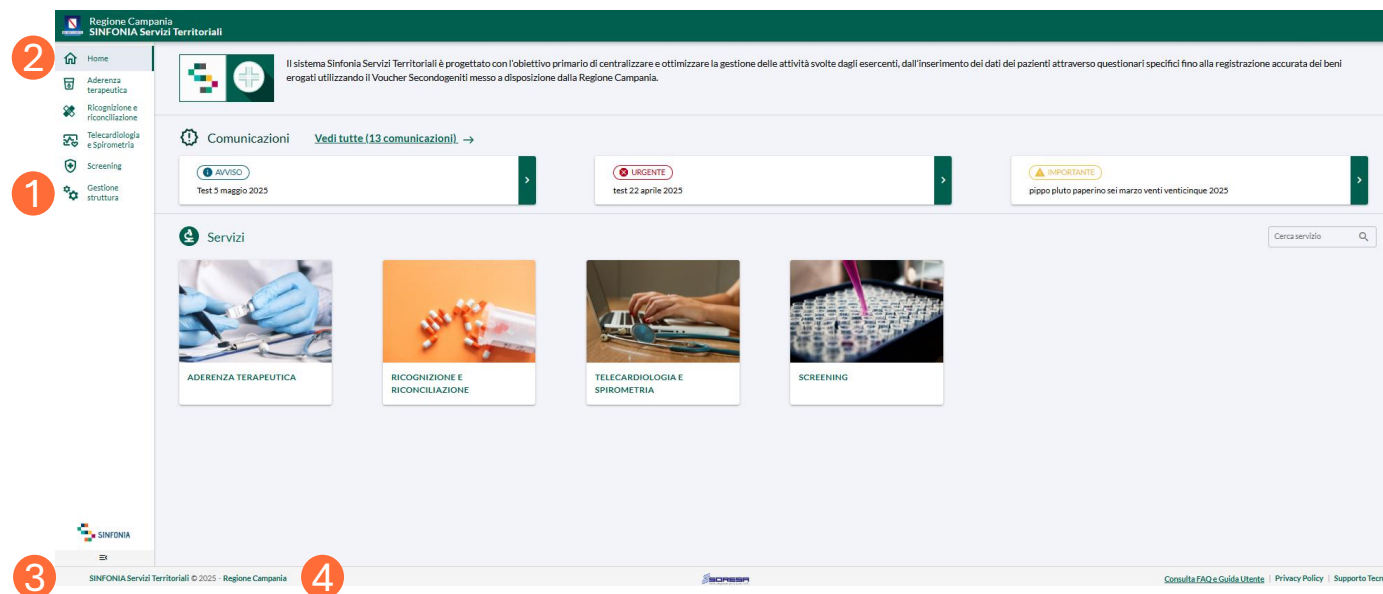 Regione Campania
SINFONIA Servizi Territoriali
2
Home
Aderenza
terapeutica
Ricognizione e
riconciliazione
Telecardiologia
e Spirometria
Screening
1
Gestione
struttura
Il sistema Sinfonia Servizi Territoriali è progettato con l'obiettivo primario di centralizzare e ottimizzare la gestione delle attività svolte dagli esercenti, dall'inserimento dei dati dei pazienti attraverso questionari specifici fino alla registrazione accurata dei beni
erogati utilizzando il Voucher Secondogeniti messo a disposizione dalla Regione Campania.
Comunicazioni Vedi tutte (13 comunicazioni) →
AVVISO
Test 5 maggio 2025
URGENTE
test 22 aprile 2025
IMPORTANTE
pippo pluto paperino sei marzo venti venticinque 2025
Servizi
Cerca servizio
ADERENZA TERAPEUTICA
RICOGNIZIONE E
RICONCILIAZIONE
TELECARDIOLOGIA E
SPIROMETRIA
SCREENING
SINFONIA
3
SINFONIA Servizi Territoriali © 2025 - Regione Campania
4
SORESA
Consulta FAQ e Guida Utente | Privacy Policy | Supporto Tecn